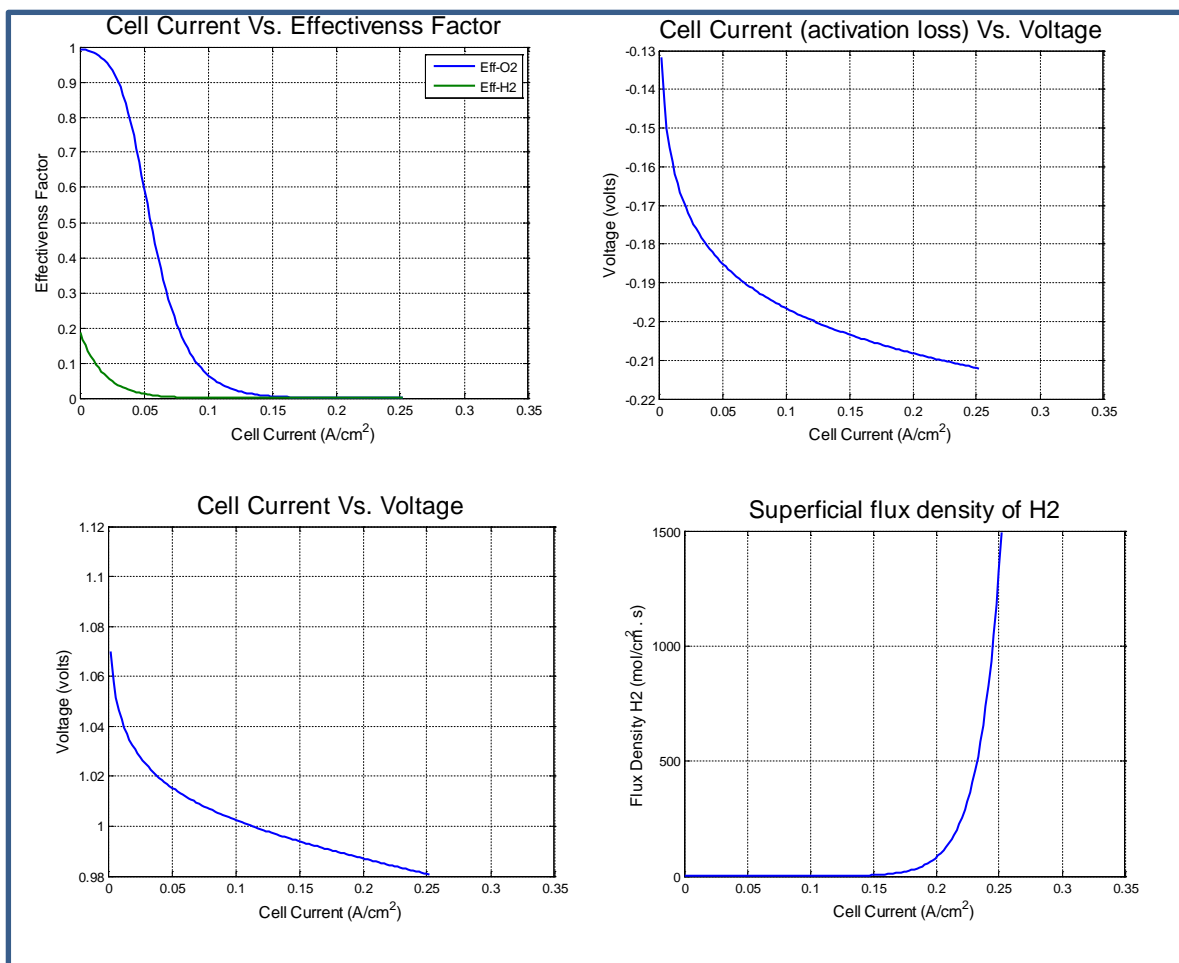 Cell Current Vs. Effectivenss Factor
1
0.9
0.8
0.7
0.6
0.5
0.4
0.3
0.2
0.1
0
Effectivenss Factor
Eff-O2
Eff-H2
0 0.05 0.1 0.15 0.2 0.25 0.3 0.35
Cell Current (A/cm2)
Cell Current (activation loss) Vs. Voltage
-0.13
-0.14
-0.15
-0.16
-0.17
-0.18
-0.19
-0.2
-0.21
-0.22
Voltage (volts)
0 0.05 0.1 0.15 0.2 0.25 0.3 0.35
Cell Current (A/cm2)
Cell Current Vs. Voltage
1.12
1.1
1.08
1.06
1.04
1.02
1
0.98
Voltage (volts)
0 0.05 0.1 0.15 0.2 0.25 0.3 0.35
Cell Current (A/cm2)
Superficial flux density of H2
1500
1000
500
0
Flux Density H2 (mol/cm2 . s)
0 0.05 0.1 0.15 0.2 0.25 0.3 0.35
Cell Current (A/cm2)